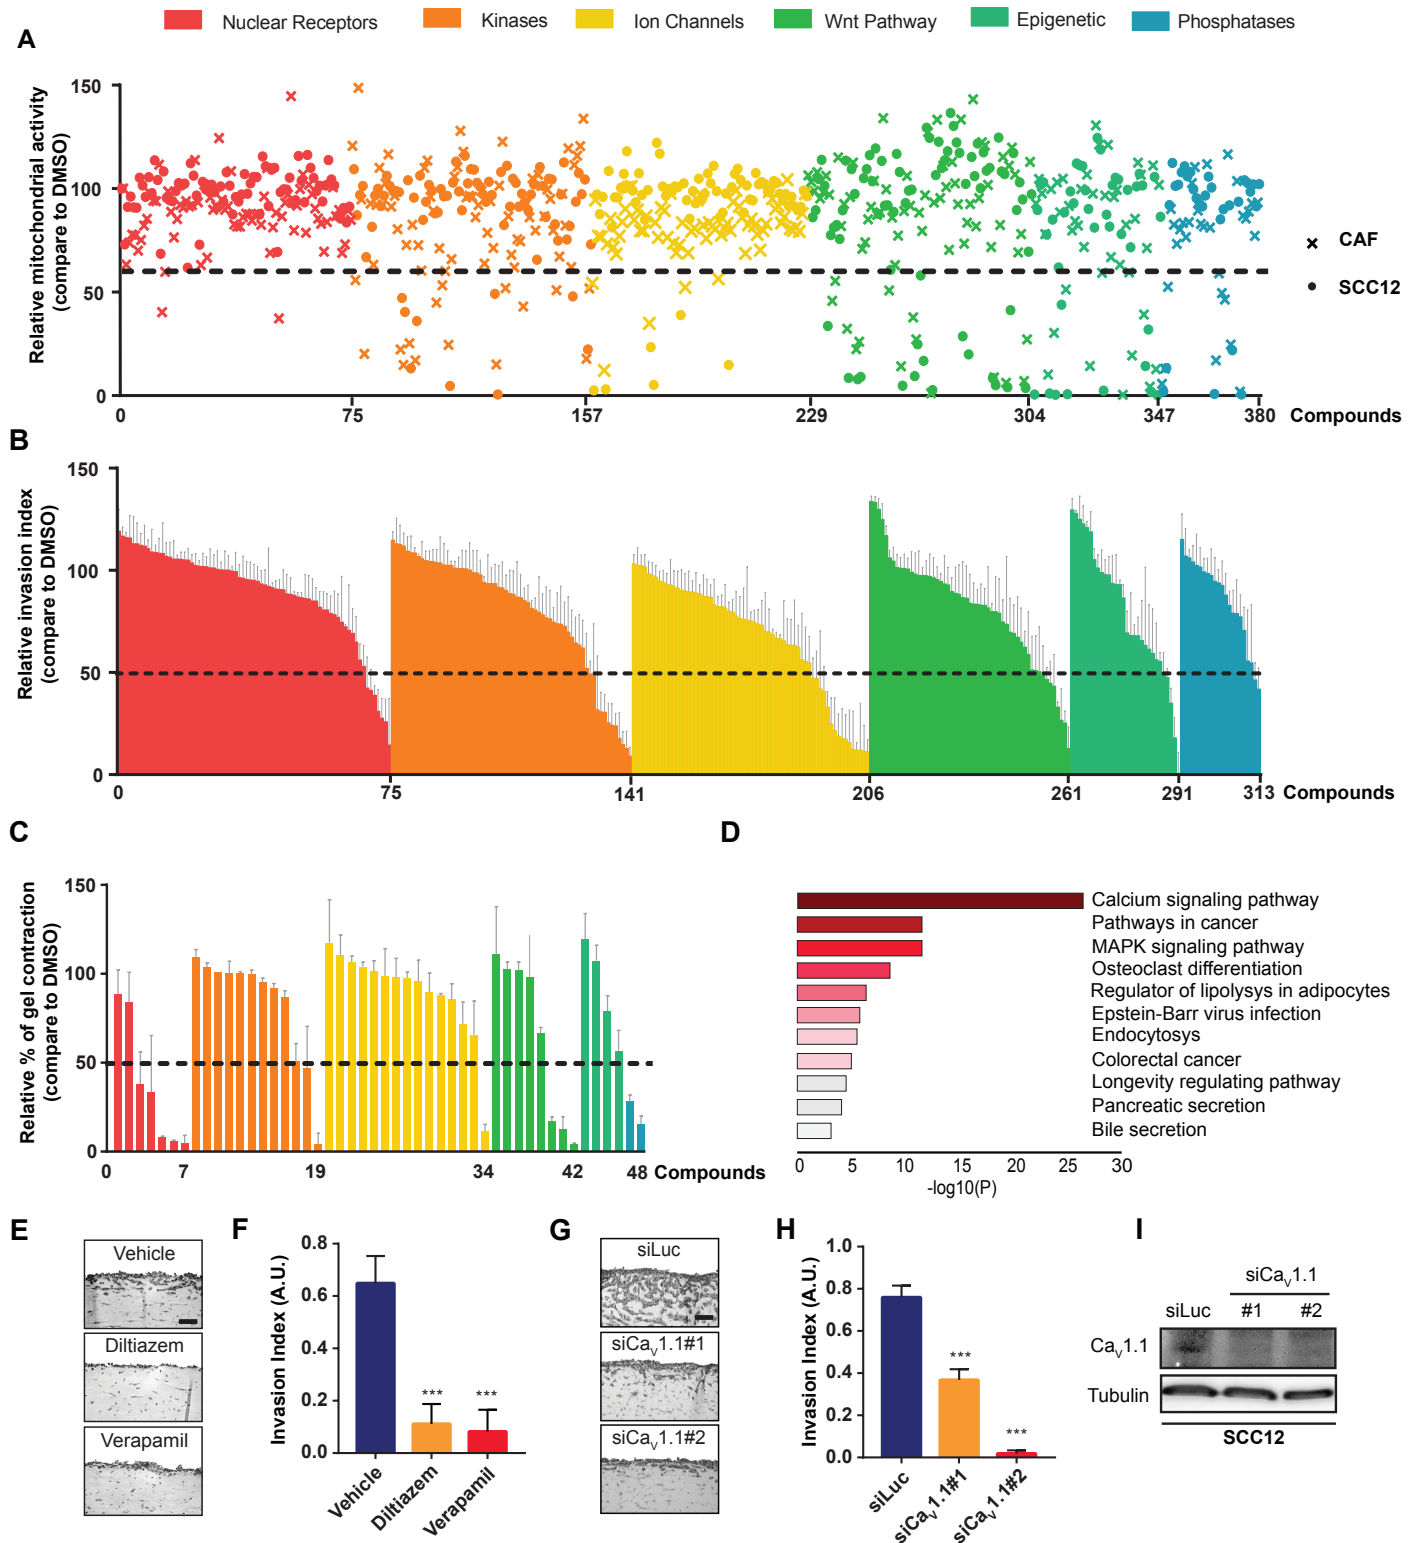 Nuclear Receptors Kinases Ion Channels Wnt Pathway Epigenetic Phosphatases
A
Relative mitochondrial activity
(compare to DMSO)
150
100
50
0
0 75 157 229 304 347 380 Compounds
CAF
SCC12
B
Relative invasion index
(compare to DMSO)
150
100
50
0
0 75 141 206 261 291 313 Compounds
C
Relative % of gel contraction
(compare to DMSO)
150
100
50
0
0 7 19 34 42 48 Compounds
D
Calcium signaling pathway
Pathways in cancer
MAPK signaling pathway
Osteoclast differentiation
Regulator of lipolysys in adipocytes
Epstein-Barr virus infection
Endocytosys
Colorectal cancer
Longevity regulating pathway
Pancreatic secretion
Bile secretion
0 5 10 15 20 25 30
-log10(P)
E
Vehicle
Diltiazem
Verapamil
F
Invasion Index (A.U.)
0.8
0.6
0.4
0.2
0.0
*** ***
Vehicle Diltiazem Verapamil
G
siLuc
siCaV1.1#1
siCaV1.1#2
H
Invasion Index (A.U.)
1.0
0.8
0.6
0.4
0.2
0.0
***
***
siLuc siCaV1.1#1 siCaV1.1#2
I
siCaV1.1
siLuc #1 #2
CaV1.1
Tubulin
SCC12